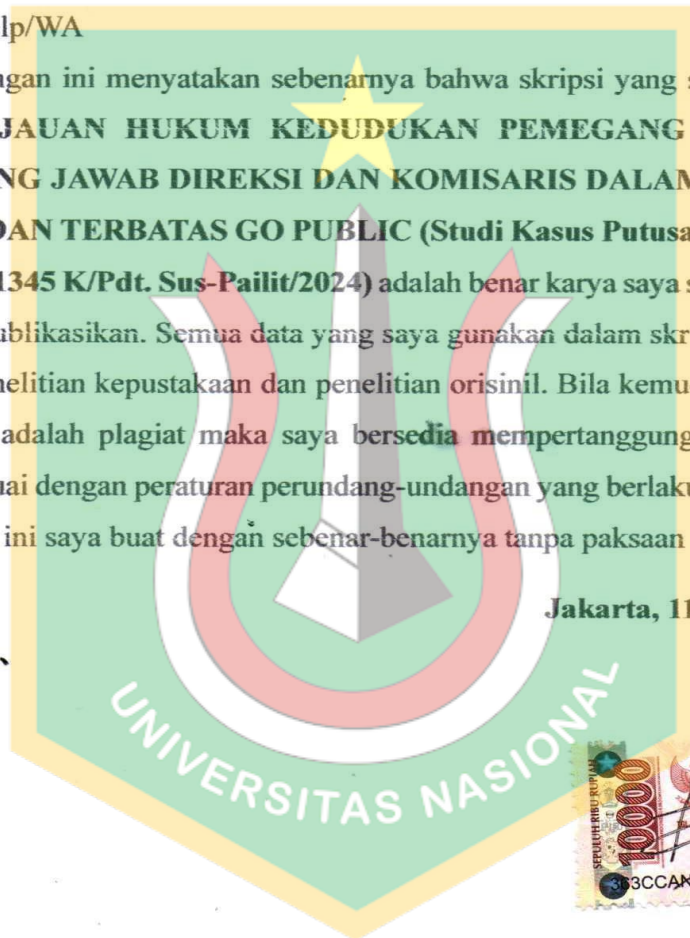 lp/WA
ngan ini menyatakan sebenarnya bahwa skripsi yang s
JAUAN HUKUM KEDUDUKAN PEMEGANG
NG JAWAB DIREKSI DAN KOMISARIS DALAM
DAN TERBATAS GO PUBLIC (Studi Kasus Putusa
1345 K/Pdt. Sus-Pailit/2024) adalah benar karya saya s
ublikasikan. Semua data yang saya gunakan dalam skr
nelitian kepustakaan dan penelitian orisinil. Bila kemu
adalah plagiat maka saya bersedia mempertanggung
uai dengan peraturan perundang-undangan yang berlaku
ini saya buat dengan sebenar-benarnya tanpa paksaan
Jakarta, 11
UNIVERSITAS NASIONAL
SEPULUH RIBU RUPIAH
10000
363CCAN